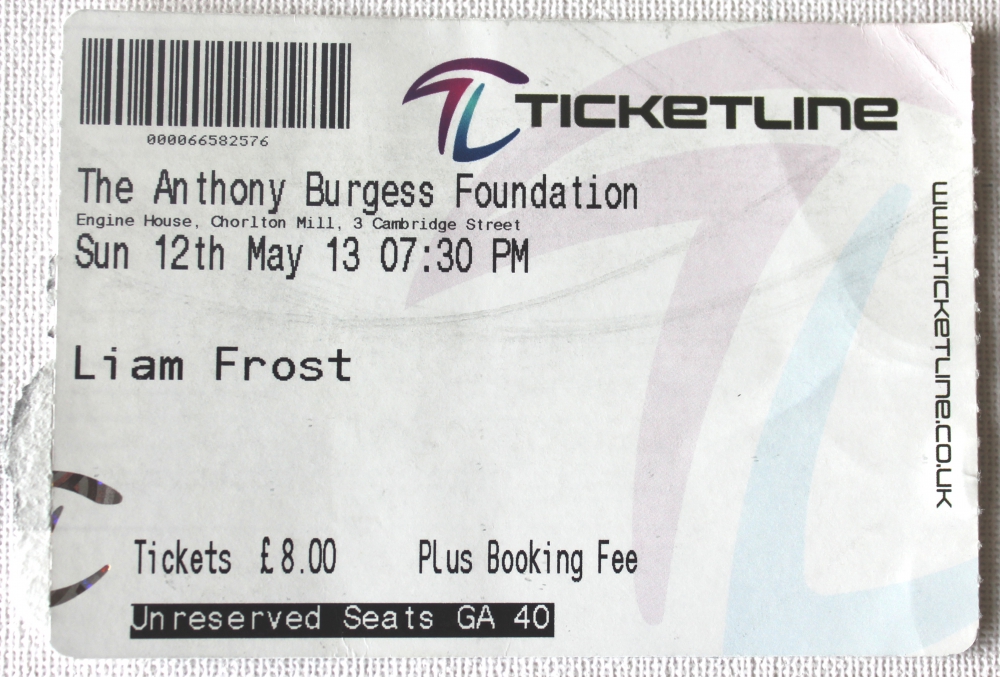 TICKETLINE
000066582576
The Anthony Burgess Foundation
Engine House, Chorlton Mill, 3 Cambridge Street
Sun 12th May 13 07:30 PM
Liam Frost
Tickets £8.00 Plus Booking Fee
Unreserved Seats GA 40
WWW.TICKETLINE.CO.UK